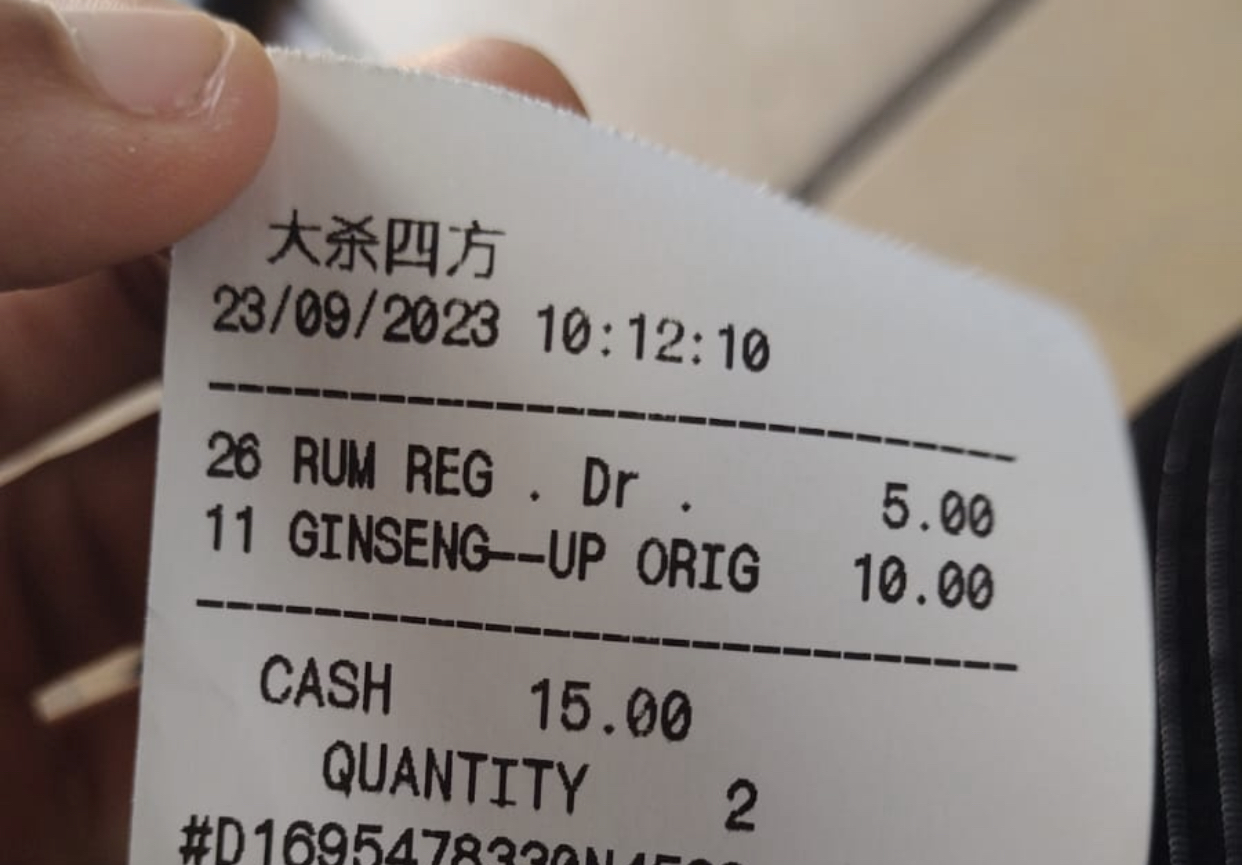 大杀四方
23/09/2023 10:12:10
--------------------------------
26 RUM REG . Dr . 5.00
11 GINSENG--UP ORIG 10.00
--------------------------------
CASH 15.00
QUANTITY 2